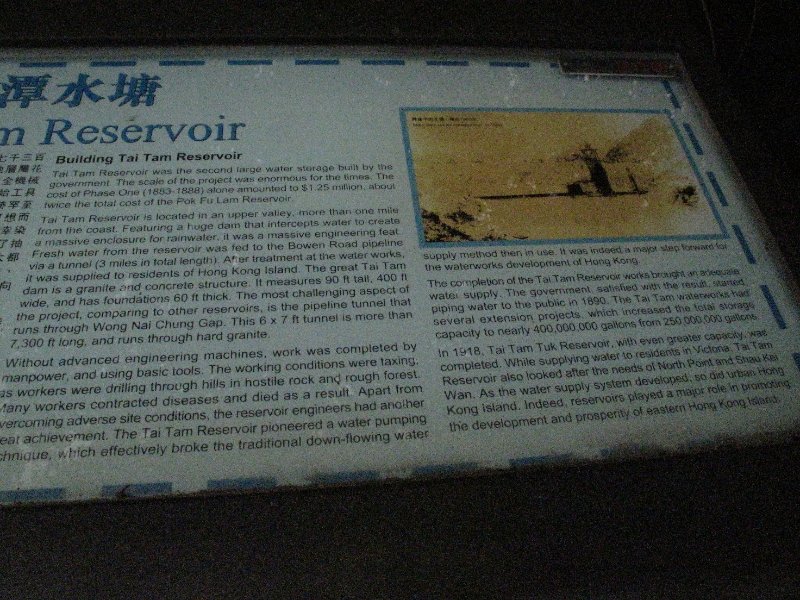 潭水塘
m Reservoir
七千三百
Building Tai Tam Reservoir
Tai Tam Reservoir was the second large water storage built by the
government. The scale of the project was enormous for the times. The
cost of Phase One (1883-1888) alone amounted to $1.25 million, about
twice the total cost of the Pok Fu Lam Reservoir.
Tai Tam Reservoir is located in an upper valley, more than one mile
from the coast. Featuring a huge dam that intercepts water to create
a massive enclosure for rainwater, it was a massive engineering feat.
Fresh water from the reservoir was fed to the Bowen Road pipeline
via a tunnel (3 miles in total length). After treatment at the water works,
it was supplied to residents of Hong Kong Island. The great Tai Tam
dam is a granite and concrete structure. It measures 90 ft tall, 400 ft
wide, and has foundations 60 ft thick. The most challenging aspect of
the project, comparing to other reservoirs, is the pipeline tunnel that
runs through Wong Nai Chung Gap. This 6 x 7 ft tunnel is more than
7,300 ft long, and runs through hard granite.
Without advanced engineering machines, work was completed by
manpower, and using basic tools. The working conditions were taxing,
as workers were drilling through hills in hostile rock and rough forest.
Many workers contracted diseases and died as a result. Apart from
vercoming adverse site conditions, the reservoir engineers had another
eat achievement. The Tai Tam Reservoir pioneered a water pumping
chnique, which effectively broke the traditional down-flowing water
supply method then in use. It was indeed a major step forward for
the waterworks development of Hong Kong.
The completion of the Tai Tam Reservoir works brought an adequate
water supply. The government, satisfied with the result, started
piping water to the pubic in 1890. The Tai Tam waterworks had
several extension projects, which increased the total storage
capacity to nearly 400,000,000 gallons from 250,000,000 gallons.
In 1918, Tai Tam Tuk Reservoir, with even greater capacity, was
completed. While supplying water to residents in Victoria, Tai Tam
Reservoir also looked after the needs of North Point and Shau Kei
Wan. As the water supply system developed, so did urban Hong
Kong Island. Indeed, reservoirs played a major role in promoting
the development and prosperity of eastern Hong Kong Island.